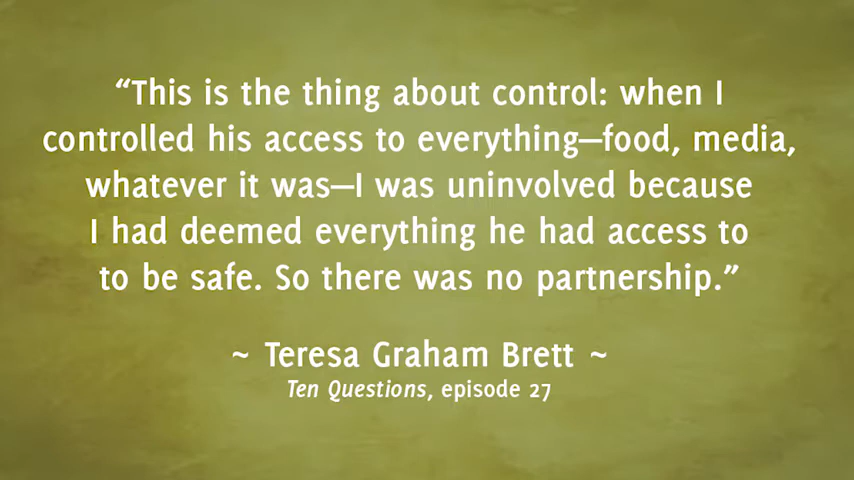 “This is the thing about control: when I
controlled his access to everything—food, media,
whatever it was—I was uninvolved because
I had deemed everything he had access to
to be safe. So there was no partnership.”
~ Teresa Graham Brett ~
Ten Questions, episode 27